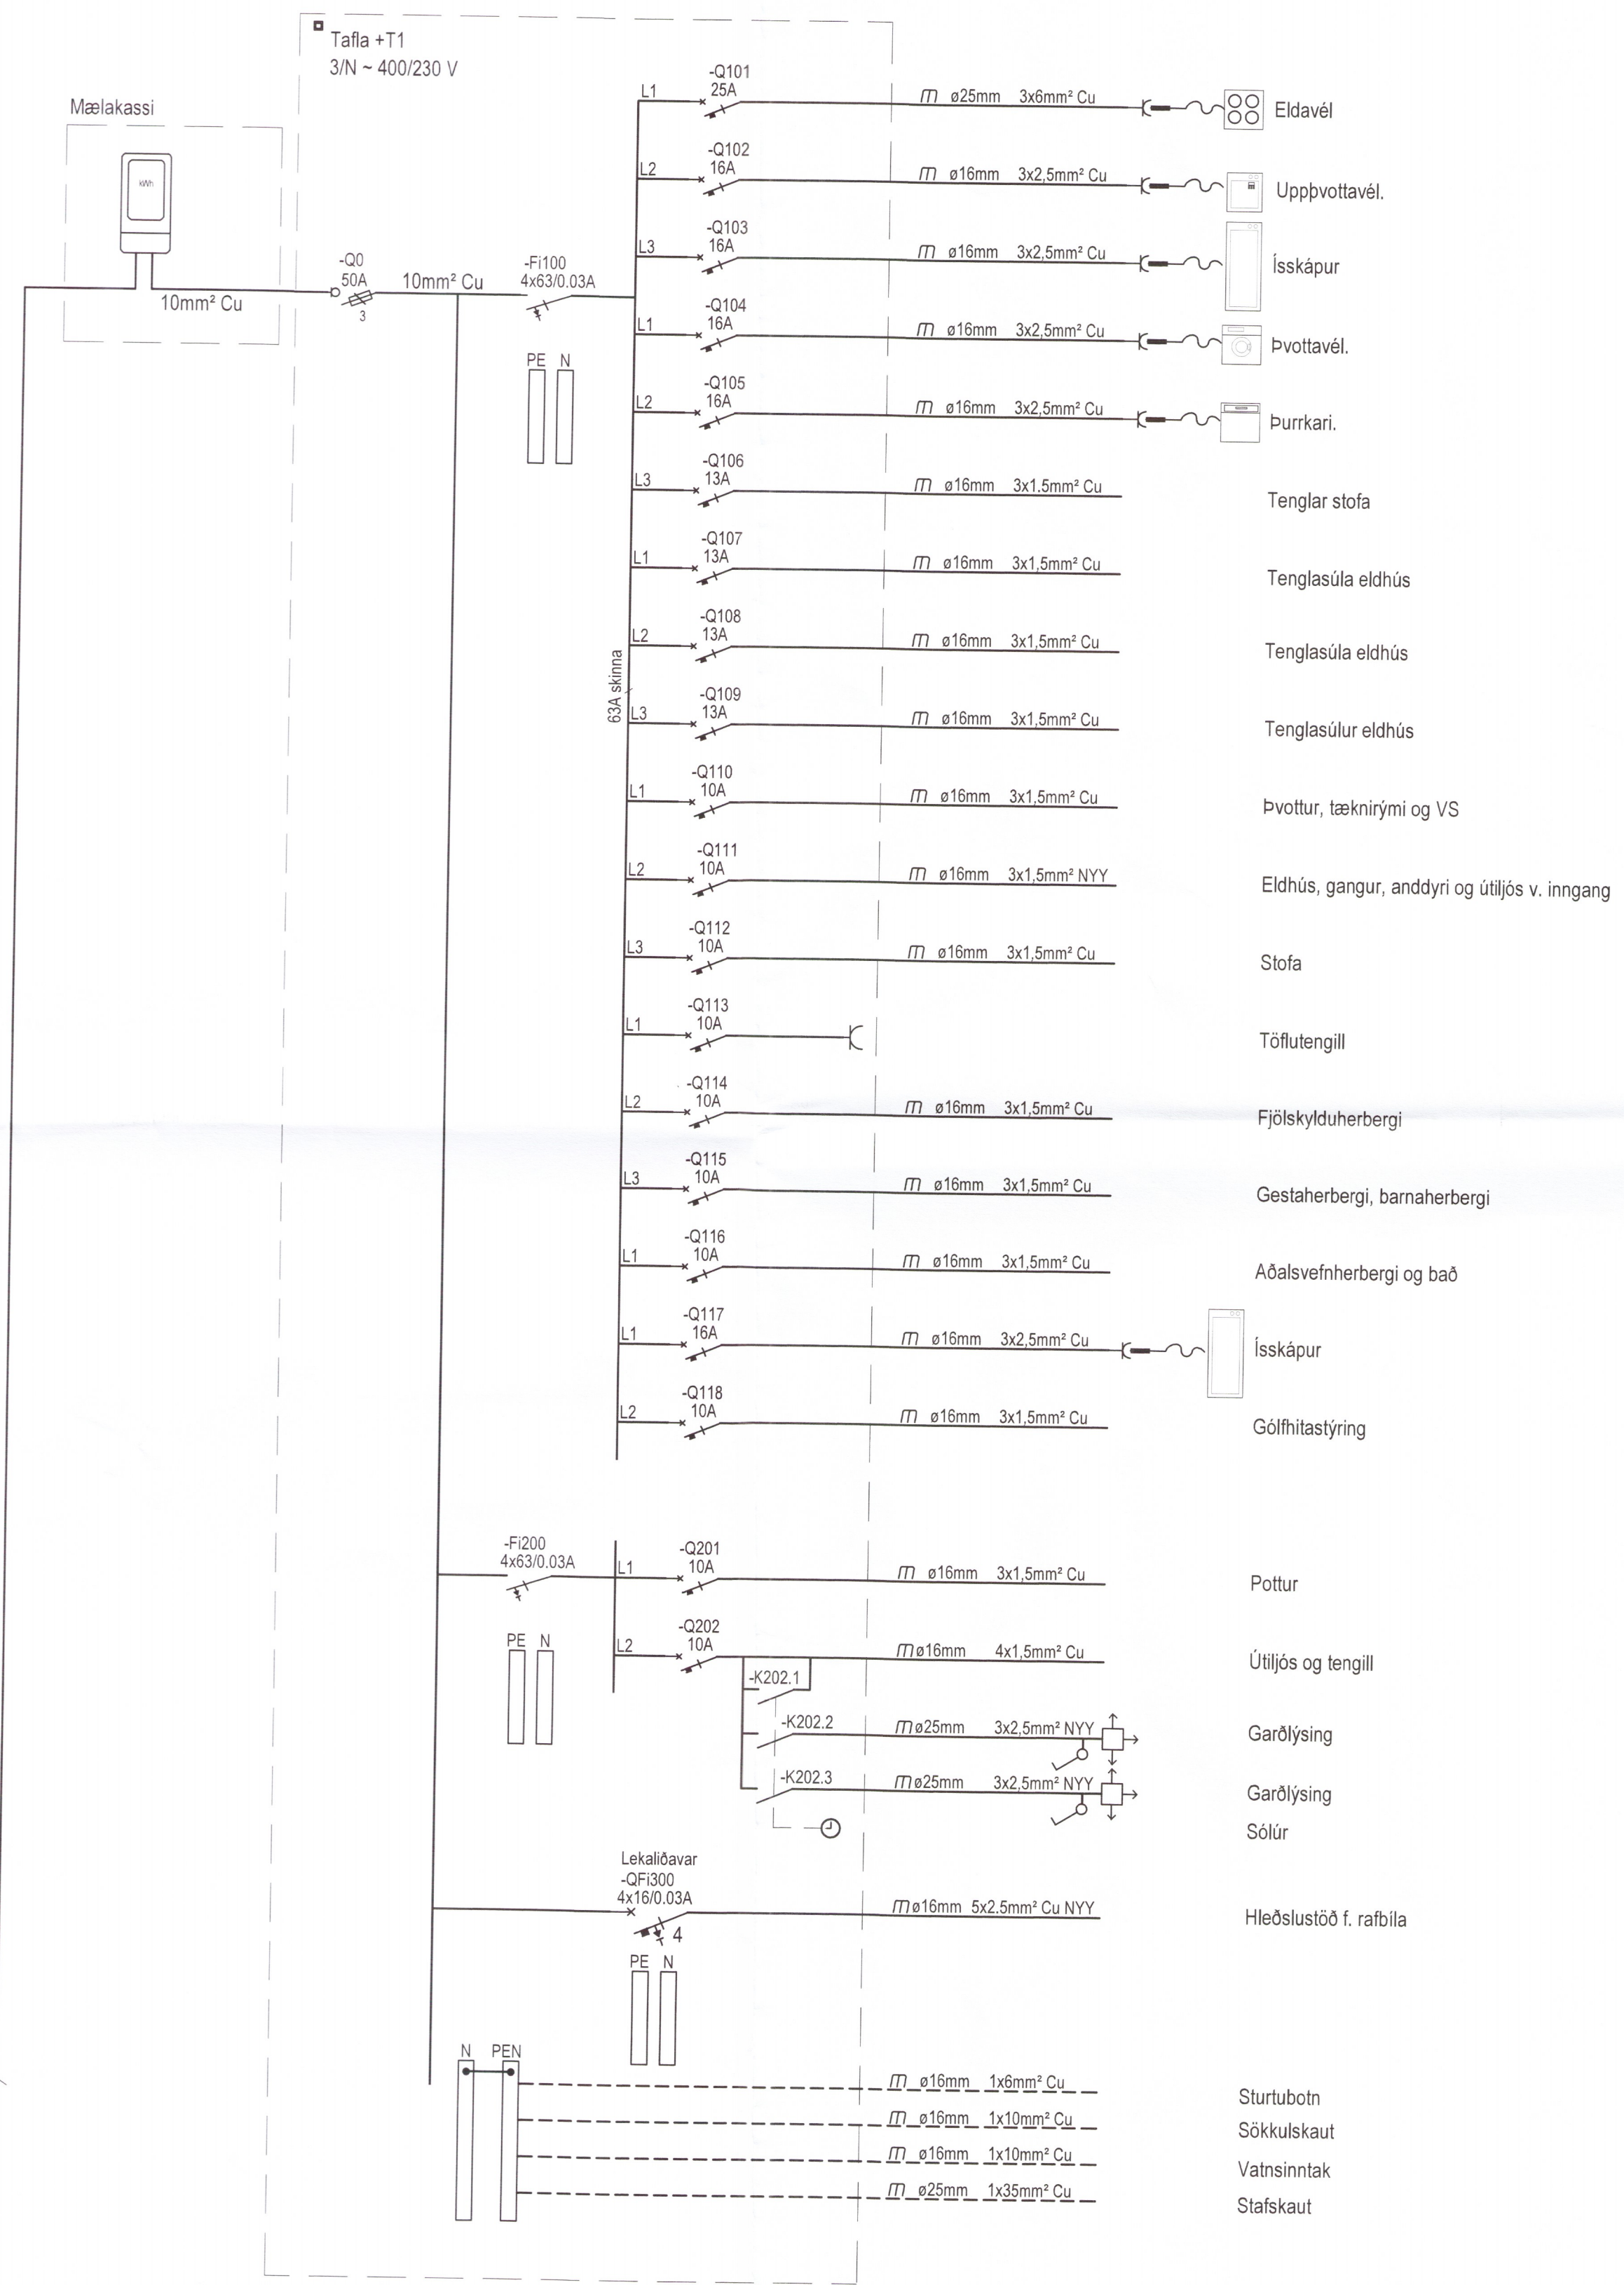 Tafla +T1
3/N ~ 400/230 V
Mælakassi
kWh
10mm² Cu
-Q0
50A
3
10mm² Cu
-Fi100
4x63/0.03A
PE N
63A skinna
L1 -Q101 25A ø25mm 3x6mm² Cu Eldavél
L2 -Q102 16A ø16mm 3x2,5mm² Cu Uppþvottavél.
L3 -Q103 16A ø16mm 3x2,5mm² Cu Ísskápur
L1 -Q104 16A ø16mm 3x2,5mm² Cu Þvottavél.
L2 -Q105 16A ø16mm 3x2,5mm² Cu Þurrkari.
L3 -Q106 13A ø16mm 3x1.5mm² Cu Tenglar stofa
L1 -Q107 13A ø16mm 3x1,5mm² Cu Tenglasúla eldhús
L2 -Q108 13A ø16mm 3x1,5mm² Cu Tenglasúla eldhús
L3 -Q109 13A ø16mm 3x1,5mm² Cu Tenglasúlur eldhús
L1 -Q110 10A ø16mm 3x1,5mm² Cu Þvottur, tæknirými og VS
L2 -Q111 10A ø16mm 3x1,5mm² NYY Eldhús, gangur, anddyri og útiljós v. inngang
L3 -Q112 10A ø16mm 3x1,5mm² Cu Stofa
L1 -Q113 10A Töflutengill
L2 -Q114 10A ø16mm 3x1,5mm² Cu Fjölskylduherbergi
L3 -Q115 10A ø16mm 3x1,5mm² Cu Gestaherbergi, barnaherbergi
L1 -Q116 10A ø16mm 3x1,5mm² Cu Aðalsvefnherbergi og bað
L1 -Q117 16A ø16mm 3x2,5mm² Cu Ísskápur
L2 -Q118 10A ø16mm 3x1,5mm² Cu Gólfhitastýring
-Fi200
4x63/0.03A
PE N
L1 -Q201 10A ø16mm 3x1,5mm² Cu Pottur
L2 -Q202 10A ø16mm 4x1,5mm² Cu Útiljós og tengill
-K202.1
-K202.2 ø25mm 3x2,5mm² NYY Garðlýsing
-K202.3 ø25mm 3x2,5mm² NYY Garðlýsing
Sólúr
Lekaliðavar
-QFi300
4x16/0.03A
4
ø16mm 5x2.5mm² Cu NYY Hleðslustöð f. rafbíla
PE N
N PEN
ø16mm 1x6mm² Cu Sturtubotn
ø16mm 1x10mm² Cu Sökkulskaut
ø16mm 1x10mm² Cu Vatnsinntak
ø25mm 1x35mm² Cu Stafskaut